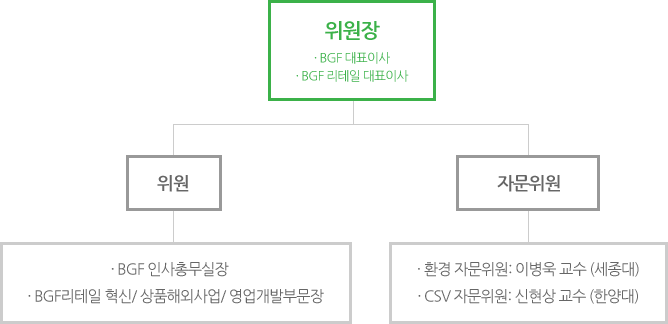 위원장
· BGF 대표이사
· BGF 리테일 대표이사
위원
자문위원
· BGF 인사총무실장
· BGF리테일 혁신/ 상품해외사업/ 영업개발부문장
· 환경 자문위원: 이병욱 교수 (세종대)
· CSV 자문위원: 신현상 교수 (한양대)